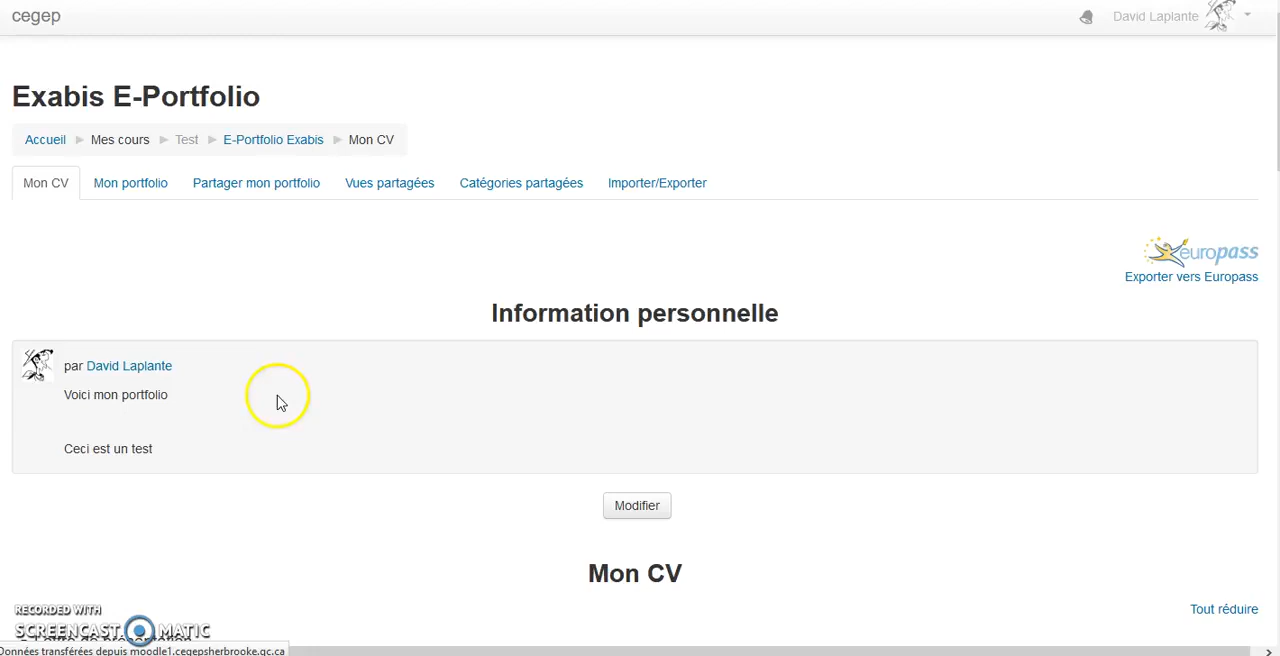 cegep
David Laplante
Exabis E-Portfolio
Accueil Mes cours Test E-Portfolio Exabis Mon CV
Mon CV Mon portfolio Partager mon portfolio Vues partagées Catégories partagées Importer/Exporter
europass
Exporter vers Europass
Information personnelle
par David Laplante
Voici mon portfolio
Ceci est un test
Modifier
Mon CV
Tout réduire
RECORDED WITH
SCREENCAST MATIC
Lettre de présentation
Données transférées depuis moodle1.cegepsherbrooke.qc.ca